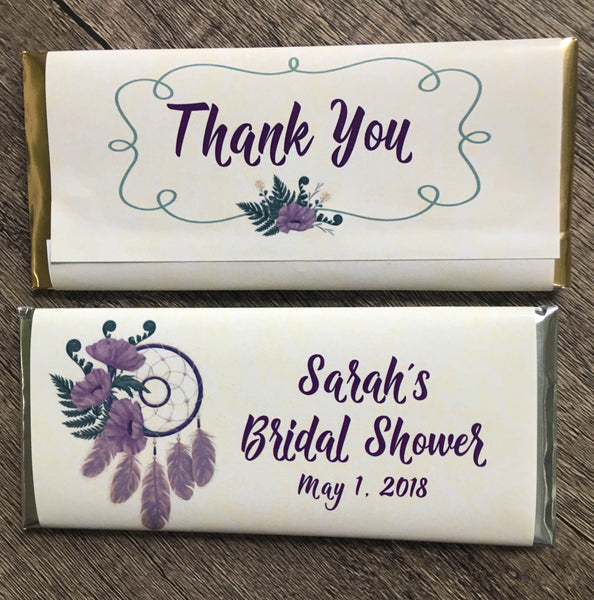 Thank You
Sarah's
Bridal Shower
May 1, 2018